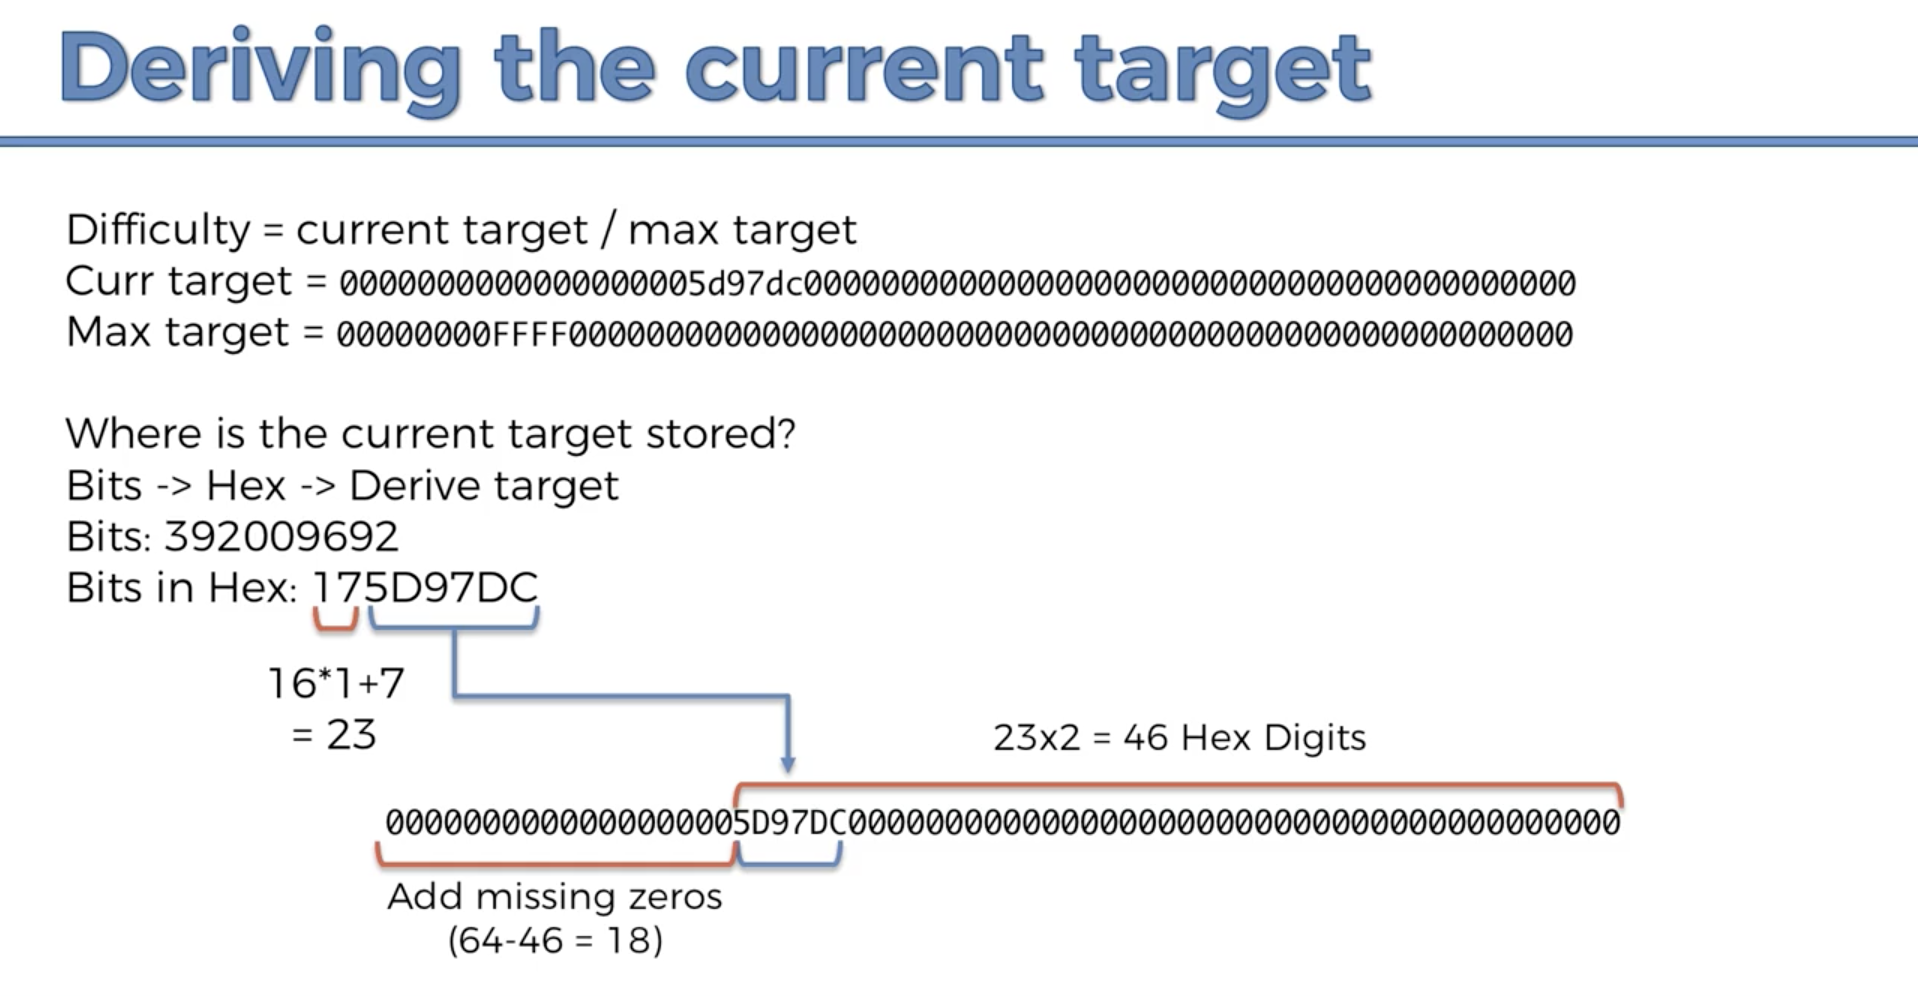 Deriving the current target
Difficulty = current target / max target
Curr target = 0000000000000000005d97dc0000000000000000000000000000000000000000
Max target = 00000000FFFF0000000000000000000000000000000000000000000000000000
Where is the current target stored?
Bits -> Hex -> Derive target
Bits: 392009692
Bits in Hex: 175D97DC
16*1+7
= 23
23x2 = 46 Hex Digits
0000000000000000005D97DC0000000000000000000000000000000000000000
Add missing zeros
(64-46 = 18)